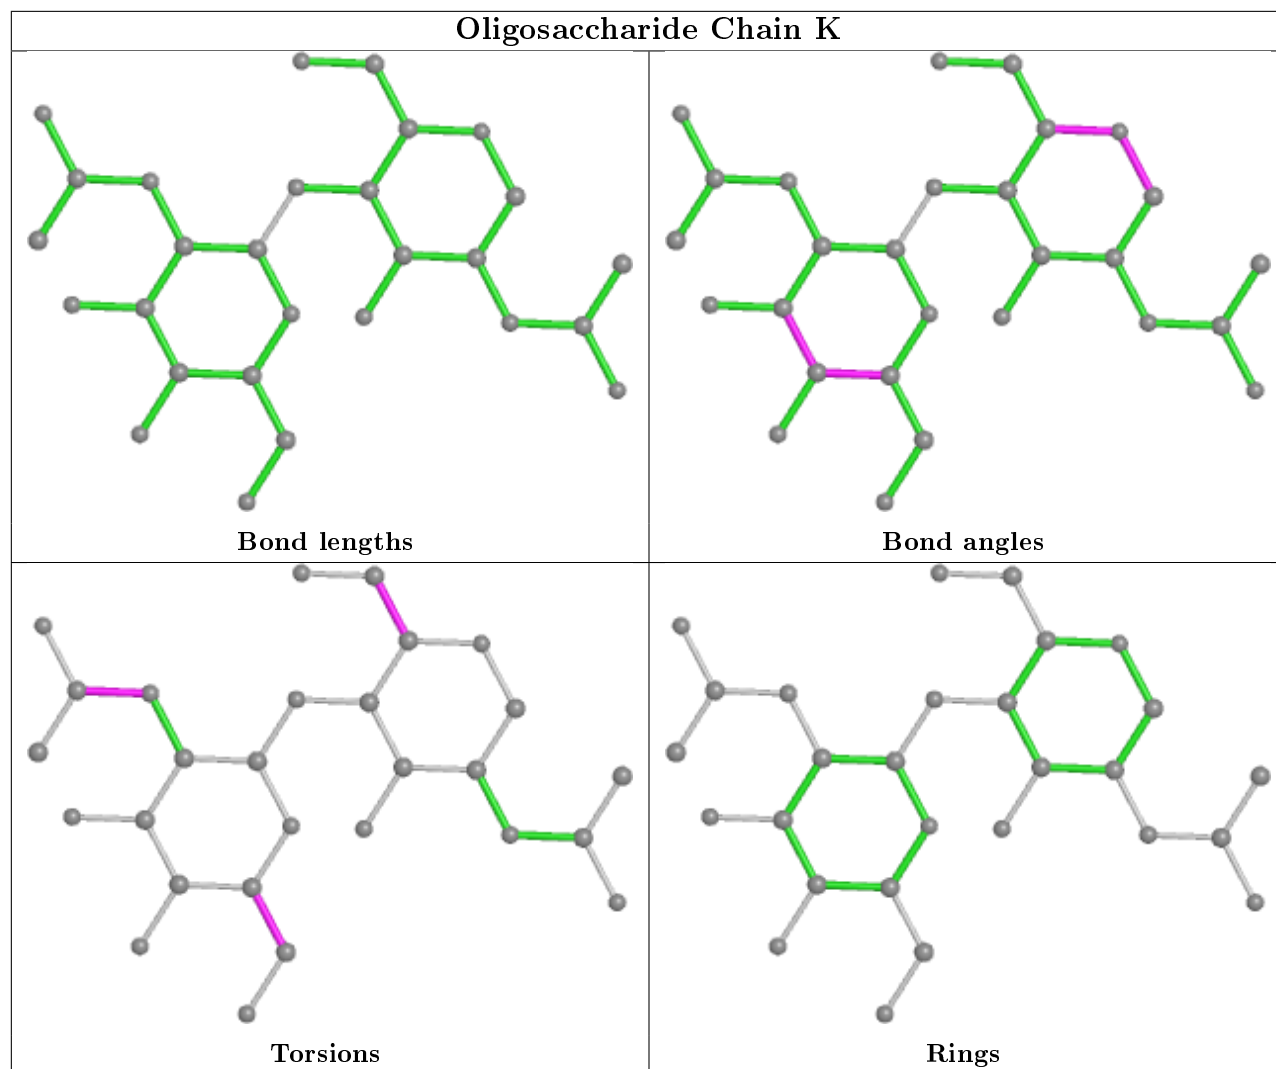 Oligosaccharide Chain K
Bond lengths
Bond angles
Torsions
Rings